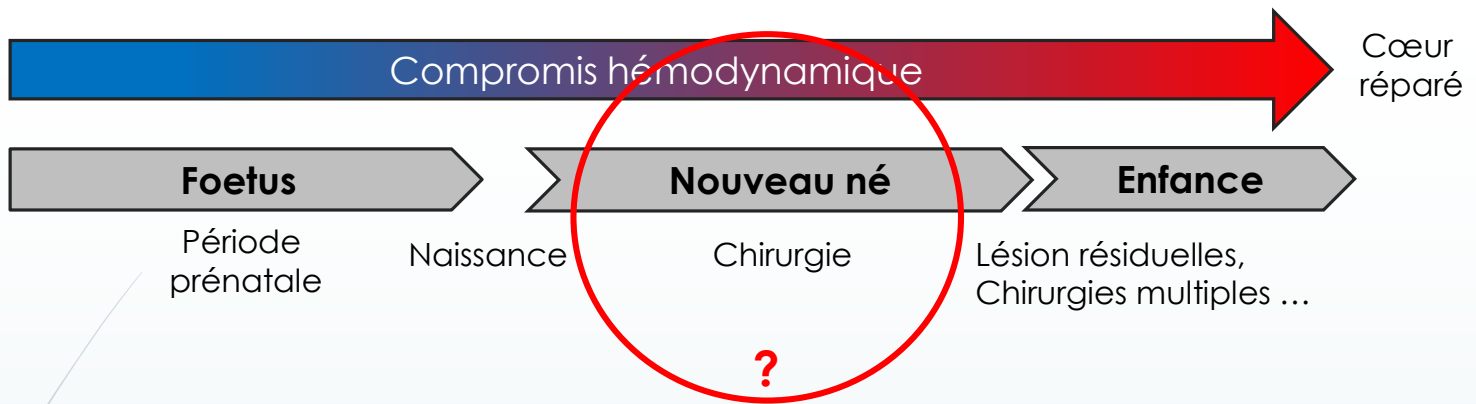 Compromis hémodynamique
Cœur
réparé
Foetus
Nouveau né
Enfance
Période
prénatale
Naissance
Chirurgie
Lésion résiduelles,
Chirurgies multiples …
?